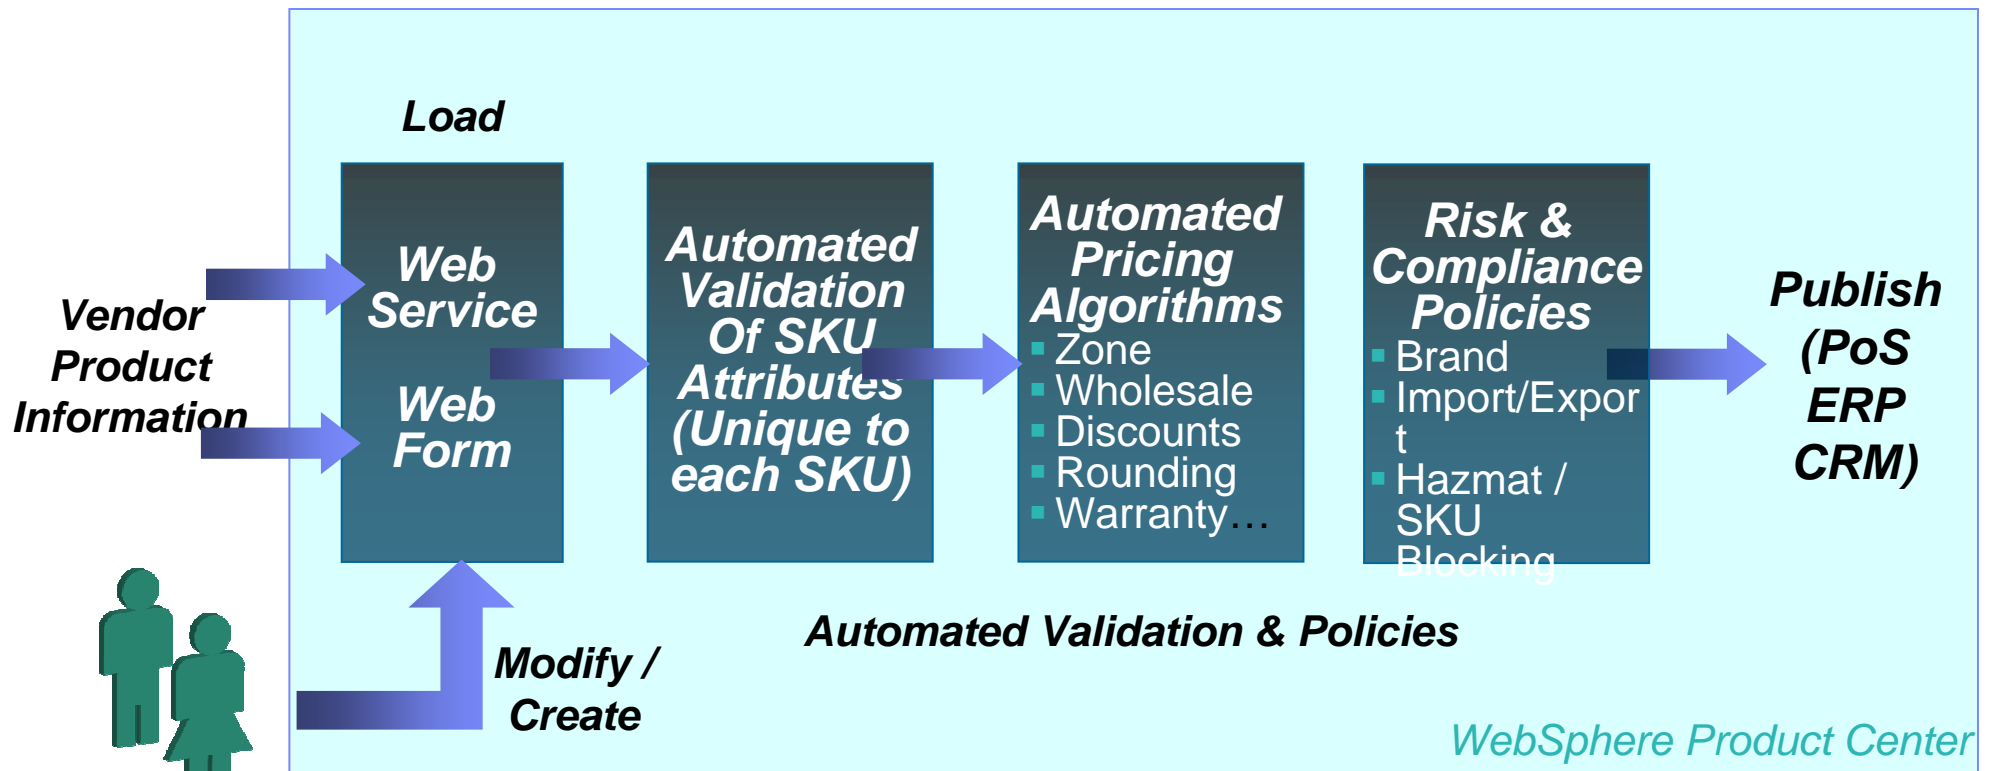 Load
Vendor
Product
Information
Web
Service
Web
Form
Automated
Validation
Of SKU
Attributes
(Unique to
each SKU)
Automated
Pricing
Algorithms
Zone
Wholesale
Discounts
Rounding
Warranty…
Risk &
Compliance
Policies
Brand
Import/Expor
t
Hazmat /
SKU
Blocking
Publish
(PoS
ERP
CRM)
Automated Validation & Policies
Modify /
Create
WebSphere Product Center